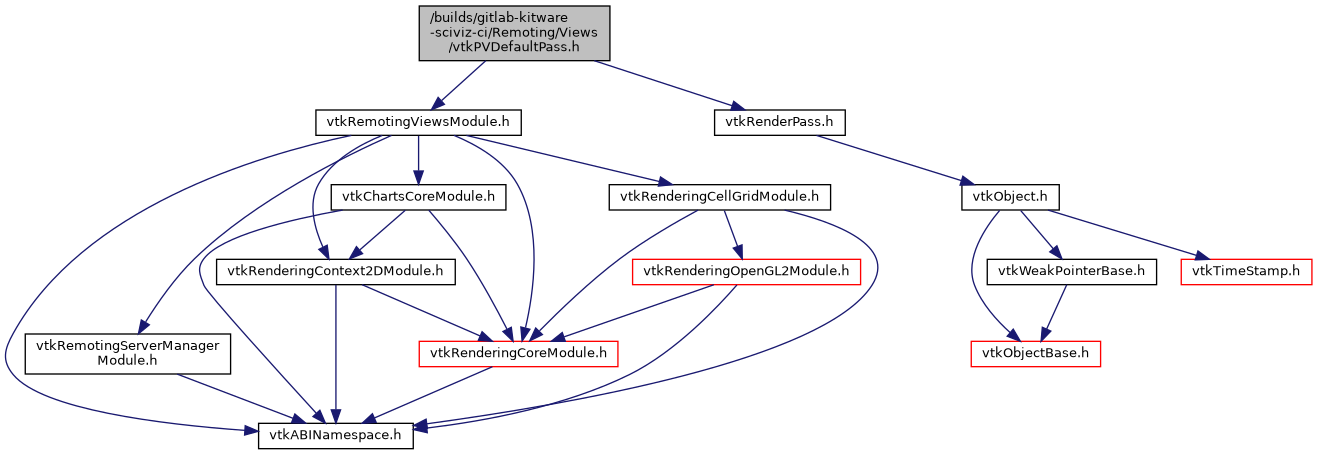 /builds/gitlab-kitware
-sciviz-ci/Remoting/Views
/vtkPVDefaultPass.h
vtkRemotingViewsModule.h
vtkRenderPass.h
vtkChartsCoreModule.h
vtkRenderingCellGridModule.h
vtkObject.h
vtkRenderingContext2DModule.h
vtkRenderingOpenGL2Module.h
vtkWeakPointerBase.h
vtkTimeStamp.h
vtkRemotingServerManager
Module.h
vtkRenderingCoreModule.h
vtkObjectBase.h
vtkABINamespace.h